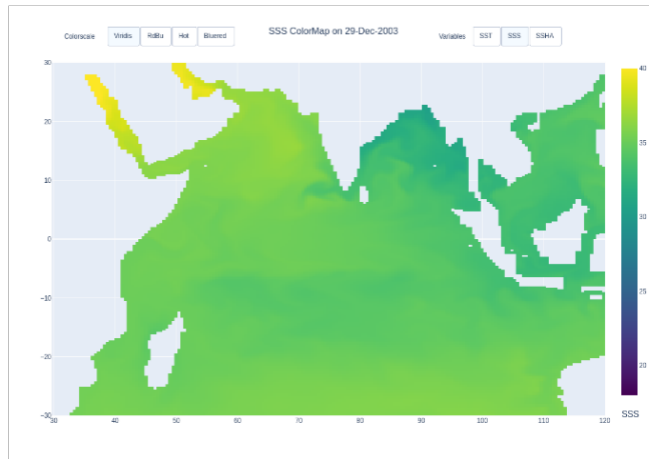 SSS ColorMap on 29-Dec-2003
Colorscale Viridis RdBu Hot Bluered
Variables SST SSS SSHA
30
20
10
0
−10
−20
−30
30 40 50 60 70 80 90 100 110 120
40
35
30
25
20
SSS